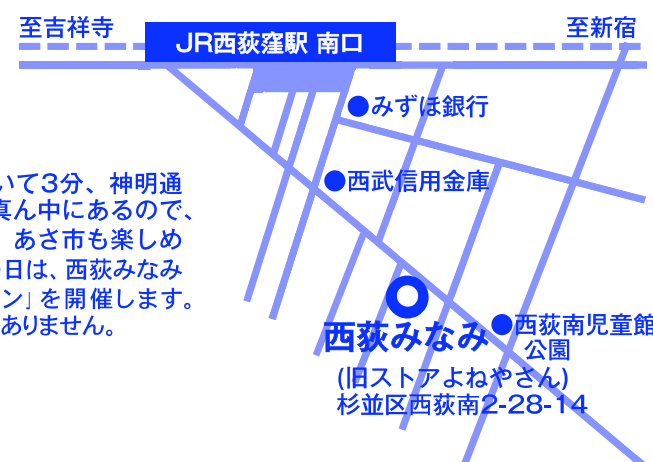 至吉祥寺
JR西荻窪駅 南口
至新宿
●みずほ銀行
●西武信用金庫
いて3分、神明通
真ん中にあるので、
あさ市も楽しめ
日は、西荻みなみ
ン」を開催します。
ありません。
西荻みなみ
●西荻南児童館
公園
(旧ストアよねやさん)
杉並区西荻南2-28-14